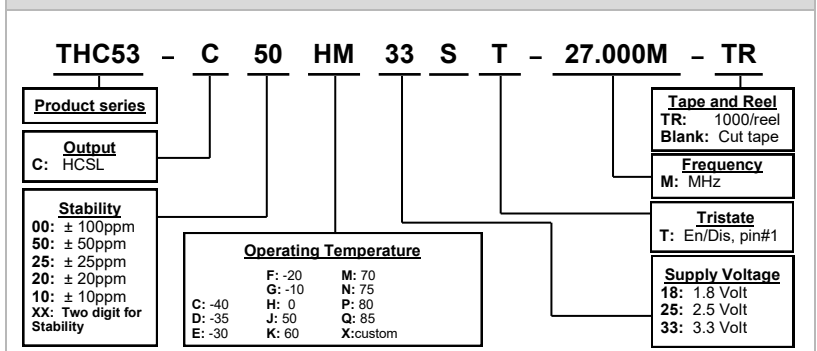 THC53 – C 50 HM 33 S T – 27.000M – TR
Product series
Output
C: HCSL
Stability
00: ± 100ppm
50: ± 50ppm
25: ± 25ppm
20: ± 20ppm
10: ± 10ppm
XX: Two digit for
Stability
Operating Temperature
F: -20 M: 70
G: -10 N: 75
C: -40 H: 0 P: 80
D: -35 J: 50 Q: 85
E: -30 K: 60 X:custom
Tape and Reel
TR: 1000/reel
Blank: Cut tape
Frequency
M: MHz
Tristate
T: En/Dis, pin#1
Supply Voltage
18: 1.8 Volt
25: 2.5 Volt
33: 3.3 Volt